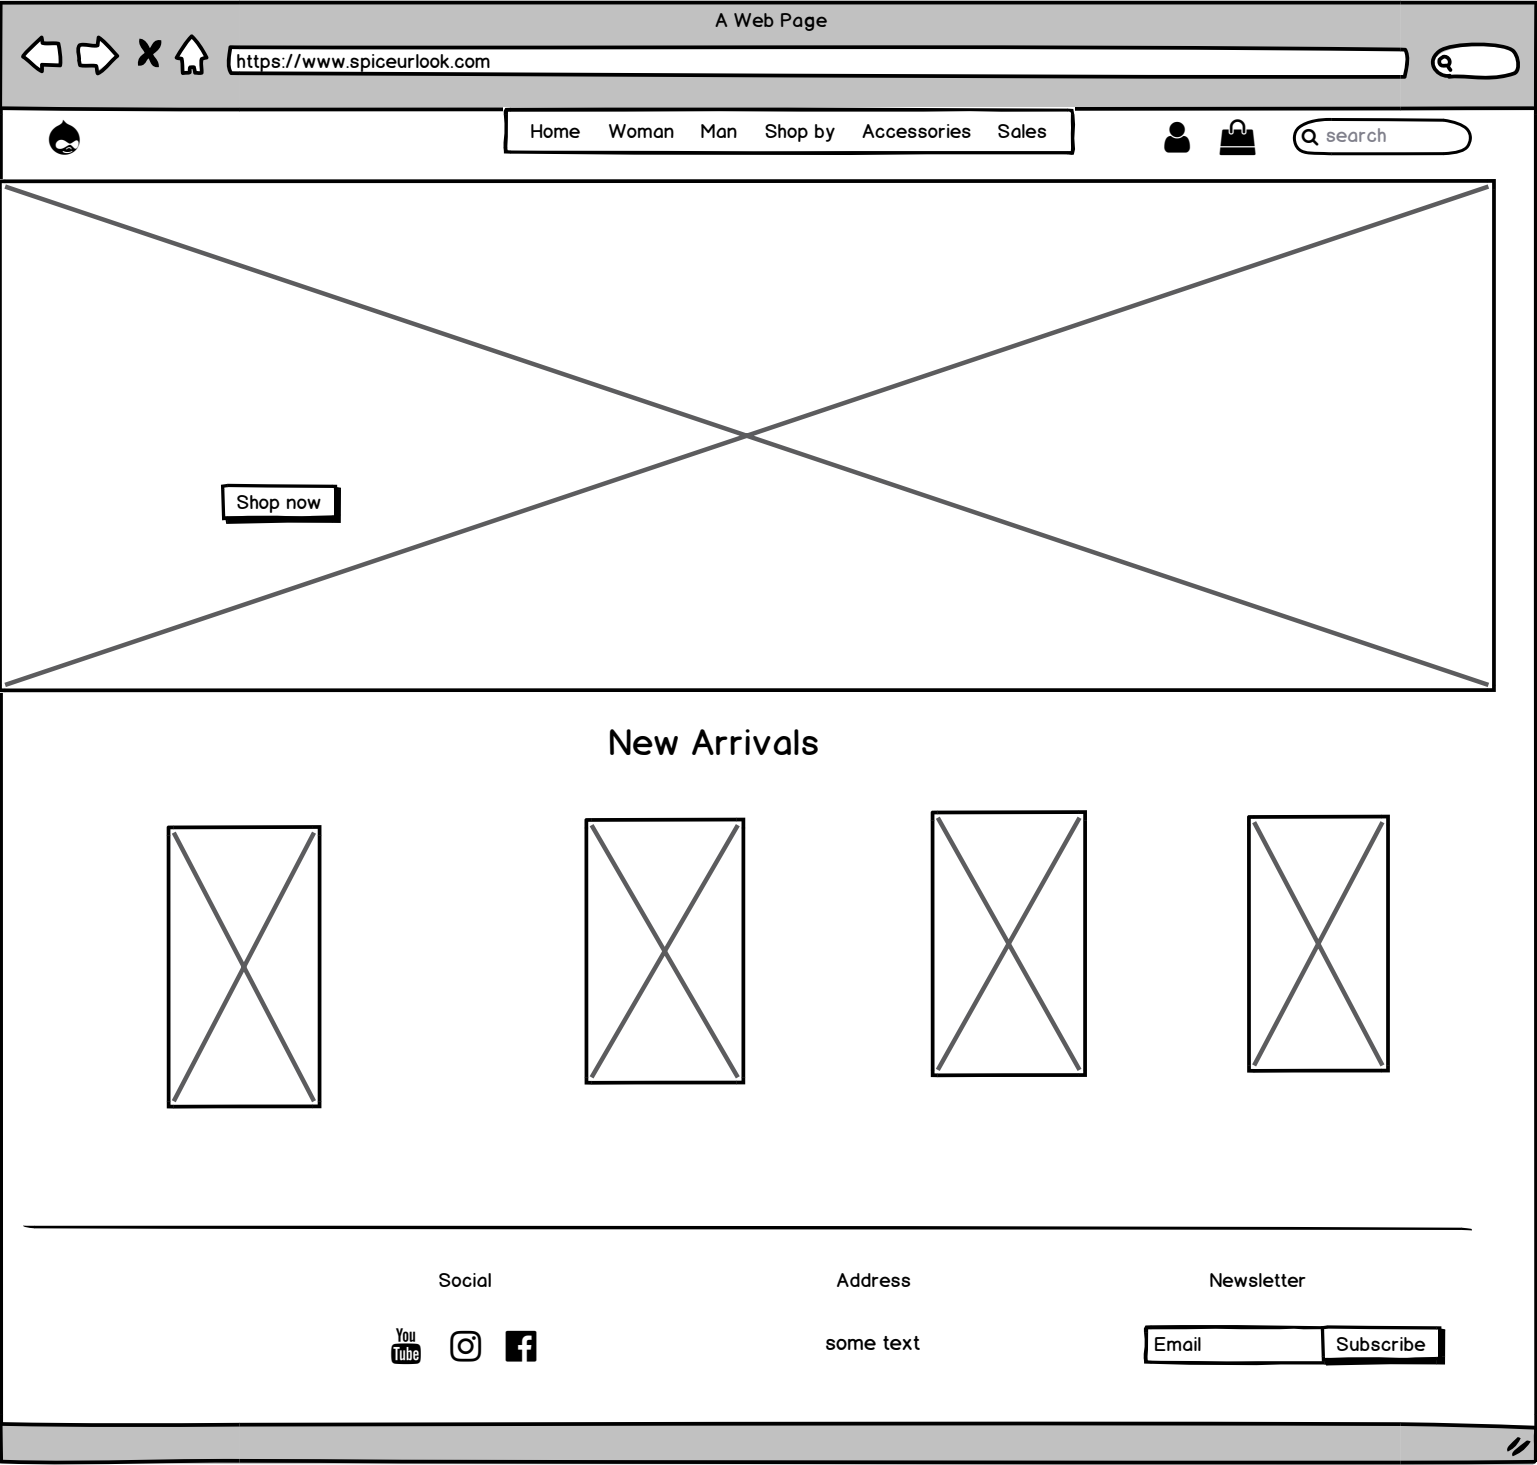 A Web Page
https://www.spiceurlook.com
Home Woman Man Shop by Accessories Sales
search
Shop now
New Arrivals
Social Address Newsletter
You
Tube
some text
Email Subscribe